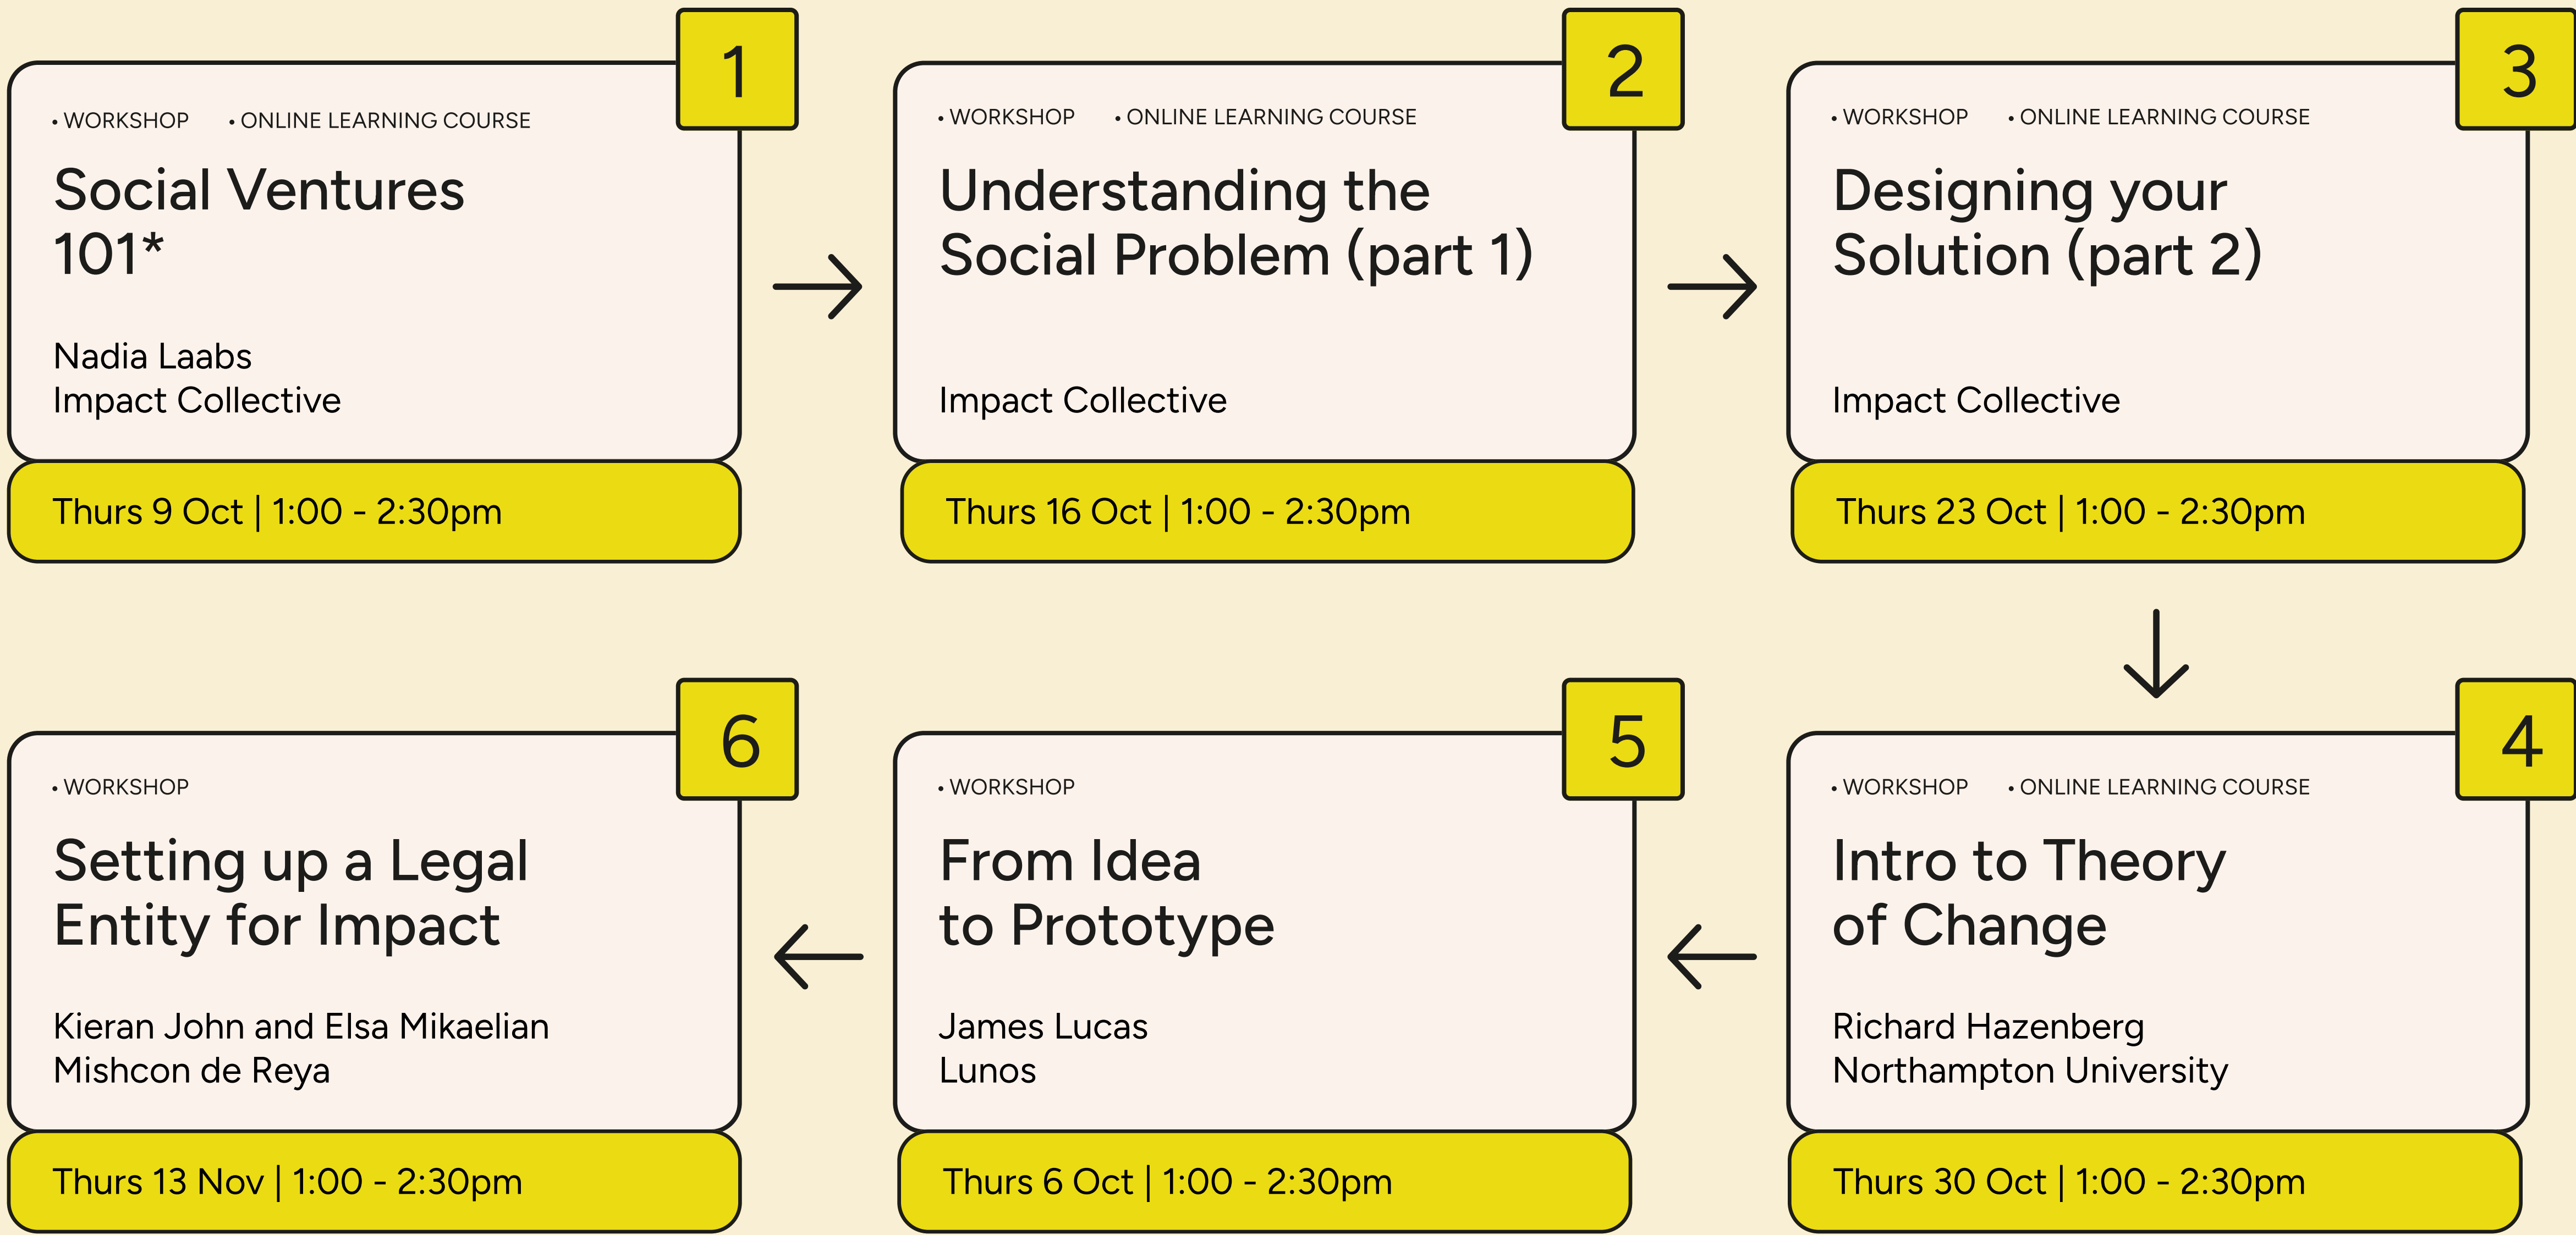 1
• WORKSHOP • ONLINE LEARNING COURSE
Social Ventures
101*
Nadia Laabs
Impact Collective
Thurs 9 Oct | 1:00 - 2:30pm
2
• WORKSHOP • ONLINE LEARNING COURSE
Understanding the
Social Problem (part 1)
Impact Collective
Thurs 16 Oct | 1:00 - 2:30pm
3
• WORKSHOP • ONLINE LEARNING COURSE
Designing your
Solution (part 2)
Impact Collective
Thurs 23 Oct | 1:00 - 2:30pm
4
• WORKSHOP • ONLINE LEARNING COURSE
Intro to Theory
of Change
Richard Hazenberg
Northampton University
Thurs 30 Oct | 1:00 - 2:30pm
5
• WORKSHOP
From Idea
to Prototype
James Lucas
Lunos
Thurs 6 Oct | 1:00 - 2:30pm
6
• WORKSHOP
Setting up a Legal
Entity for Impact
Kieran John and Elsa Mikaelian
Mishcon de Reya
Thurs 13 Nov | 1:00 - 2:30pm